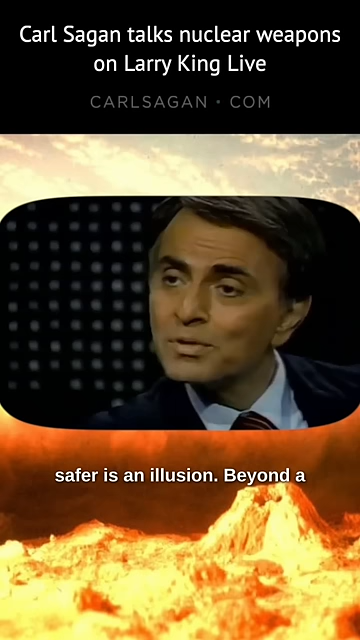 Carl Sagan talks nuclear weapons
on Larry King Live
CARLSAGAN • COM
safer is an illusion. Beyond a